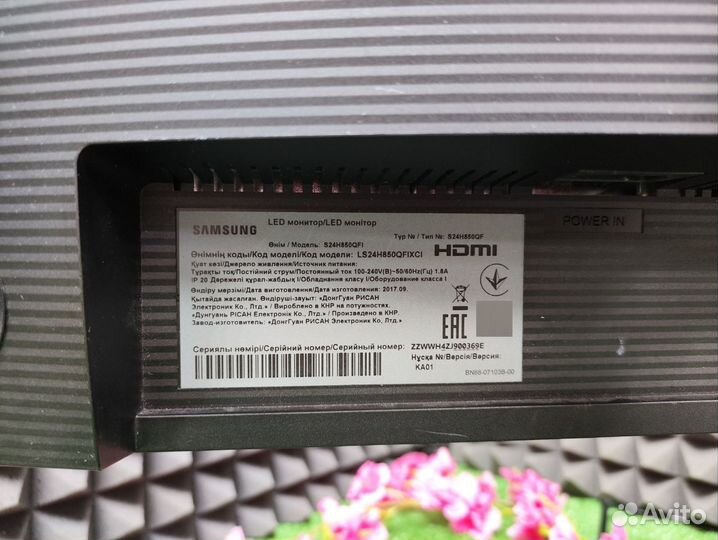 SAMSUNG
LED монитор/LED монітор
Өнім / Модель: S24H850QFI
Тур № / Тип №: S24H850QF
Өнімнің коды/Код моделі/Код модели: LS24H850QFIXCI
HDMI
Қуат көзі/Джерело живлення/Источник питания:
Тұрақты ток/Постійний струм/Постоянный ток 100-240V(В)~50/60Hz(Гц) 1.8A
IP 20 Дәрежелі құрал-жабдық I/Обладнання класу I / Оборудование класса I
Өндіру мерзімі/Дата виготовлення/Дата изготовления: 2017.09.
Қытайда жасалған. Өндіруші-зауыт: «ДонгГуан РИСАН
Электроник Ко., Лтд.» / Вироблено в КНР на потужностях.
«Дунгуань РІСАН Електронік Ко., Лтд.» / Произведено в КНР.
Завод-изготовитель: «ДонгГуан РИСАН Электроник Ко., Лтд.»
EAC
Сериялы нөмірі/Серійний номер/Серийный номер: ZZWWH4ZJ900369E
Нұсқа №/Версія/Версия:
KA01
BN68-07103B-00
POWER IN
Avito